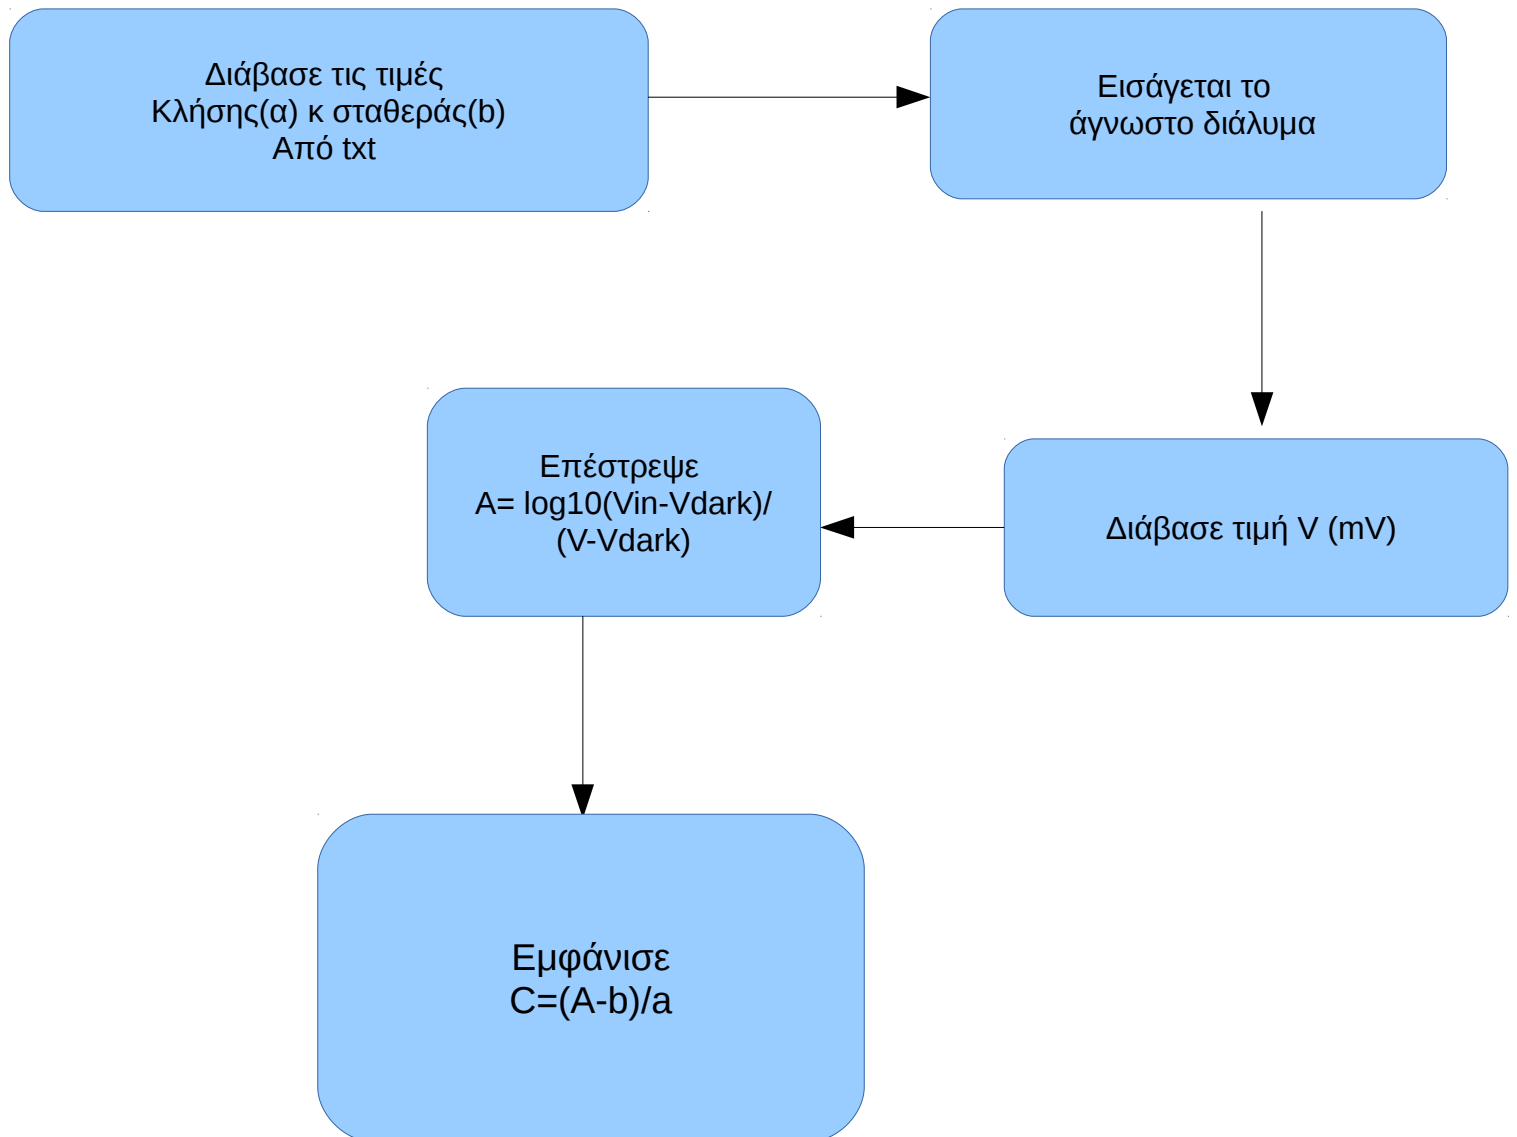 Διάβασε τις τιμές
Κλήσης(α) κ σταθεράς(b)
Από txt
Εισάγεται το
άγνωστο διάλυμα
Διάβασε τιμή V (mV)
Επέστρεψε
A= log10(Vin-Vdark)/
(V-Vdark)
Εμφάνισε
C=(A-b)/a